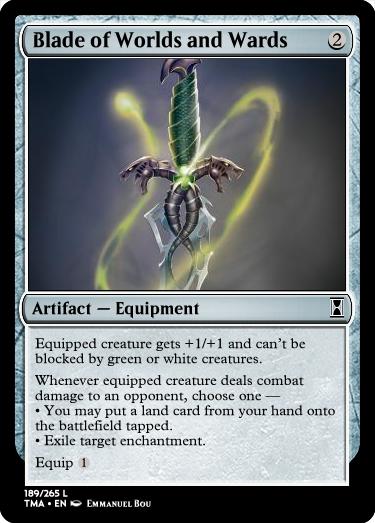 Blade of Worlds and Wards 2
Artifact — Equipment
Equipped creature gets +1/+1 and can't be
blocked by green or white creatures.
Whenever equipped creature deals combat
damage to an opponent, choose one —
• You may put a land card from your hand onto
the battlefield tapped.
• Exile target enchantment.
Equip 1
189/265 L
TMA • EN Emmanuel Bou